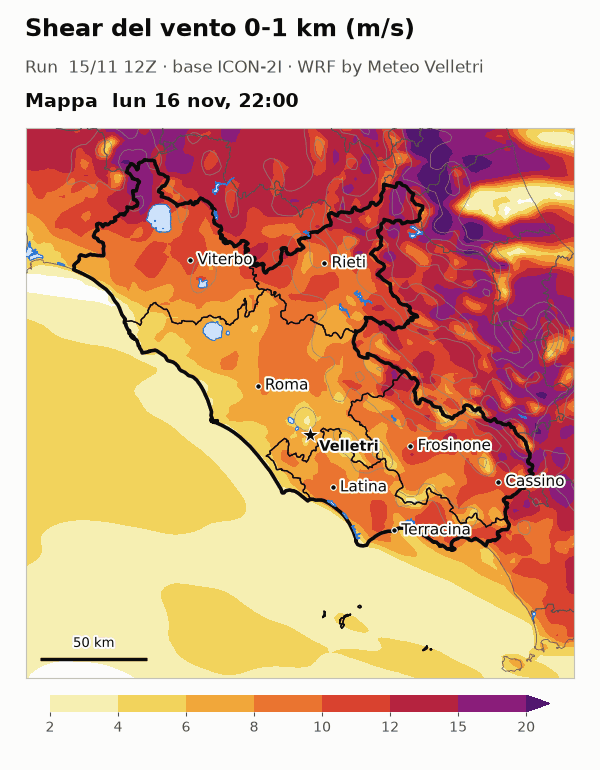 Shear del vento 0-1 km (m/s)
Run  15/11 12Z · base ICON-2I · WRF by Meteo Velletri
Mappa  lun 16 nov, 22:00
Viterbo
Rieti
Roma
Velletri
Frosinone
Latina
Cassino
Terracina
50 km
2 4 6 8 10 12 15 20